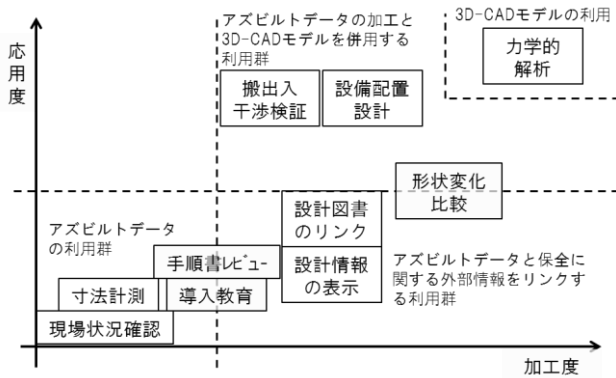 応
用
度
アズビルトデータの加工と
3D-CADモデルを併用する
利用群
3D-CADモデルの利用
力学的
解析
搬出入
干渉検証
設備配置
設計
形状変化
比較
アズビルトデータ
の利用群
設計図書
のリンク
手順書レビュー
設計情報
の表示
アズビルトデータと保全に
関する外部情報をリンクす
る利用群
寸法計測
導入教育
現場状況確認
加工度